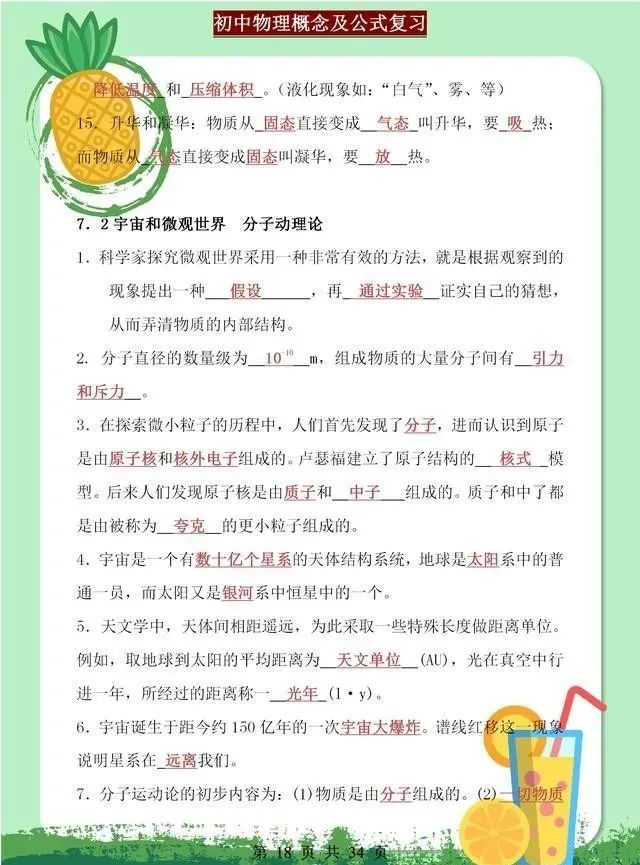 初中物理概念及公式复习
降低温度 和 压缩体积 。(液化现象如:“白气”、雾、等)
15．升华和凝华:物质从 固态直接变成 气态 叫升华，要 吸 热;
而物质从 气态直接变成固态叫凝华，要 放 热。
7．2宇宙和微观世界 分子动理论
1．科学家探究微观世界采用一种非常有效的方法，就是根据观察到的
现象提出一种 假设 ，再 通过实验 证实自己的猜想，
从而弄清物质的内部结构。
2. 分子直径的数量级为 10⁻¹⁰ m，组成物质的大量分子间有 引力
和斥力 。
3．在探索微小粒子的历程中，人们首先发现了分子，进而认识到原子
是由原子核和核外电子组成的。卢瑟福建立了原子结构的 核式 模
型。后来人们发现原子核是由质子和 中子 组成的。质子和中了都
是由被称为 夸克 的更小粒子组成的。
4．宇宙是一个有数十亿个星系的天体结构系统，地球是太阳系中的普
通一员，而太阳又是银河系中恒星中的一个。
5．天文学中，天体间相距遥远，为此采取一些特殊长度做距离单位。
例如，取地球到太阳的平均距离为 天文单位 (AU)，光在真空中行
进一年，所经过的距离称一 光年 (l·y)。
6．宇宙诞生于距今约 150 亿年的一次宇宙大爆炸。谱线红移这一现象
说明星系在 远离我们。
7．分子运动论的初步内容为：(1)物质是由分子组成的。(2) 一切物质
第 18 页 共 34 页